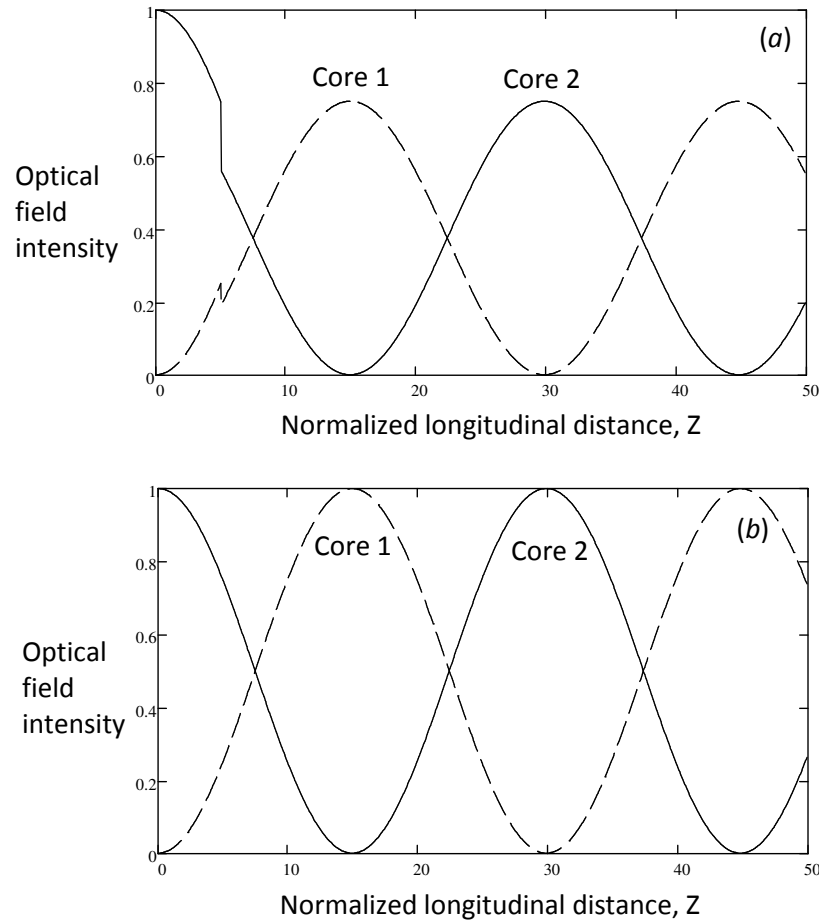 1
(a)
0.8
Core 1
Core 2
0.6
Optical
field
intensity
0.4
0.2
0
0
10
20
30
40
50
Normalized longitudinal distance, Z
1
(b)
0.8
Core 1
Core 2
0.6
Optical
field
intensity
0.4
0.2
0
0
10
20
30
40
50
Normalized longitudinal distance, Z